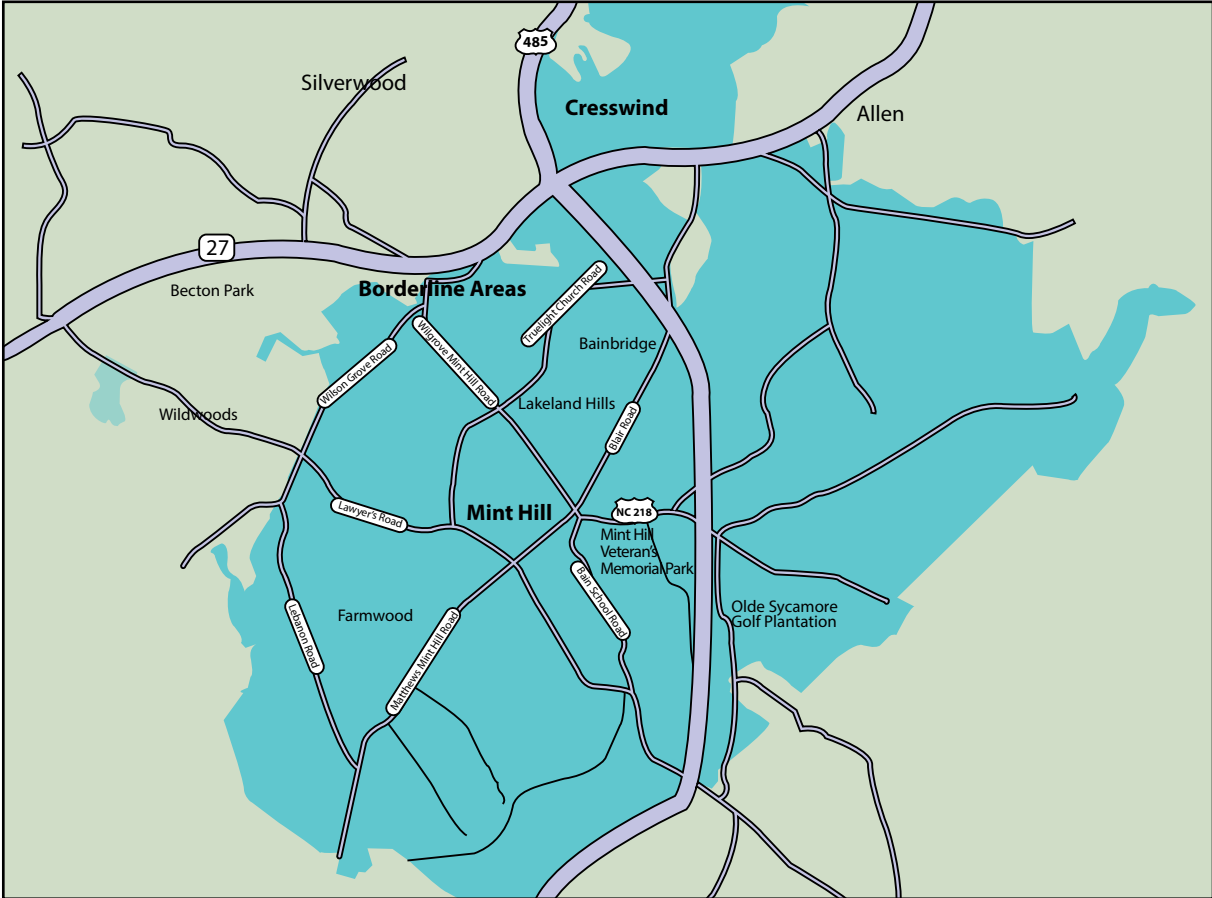 485
Silverwood
Cresswind
Allen
27
Becton Park
Borderline Areas
Truelight Church Road
Wilgrove Mint Hill Road
Bainbridge
Wilson Grove Road
Lakeland Hills
Wildwoods
Blair Road
Lawyer's Road
Mint Hill
NC 218
Mint Hill
Veteran's
Memorial Park
Bain School Road
Olde Sycamore
Golf Plantation
Farmwood
Lebanon Road
Matthews Mint Hill Road